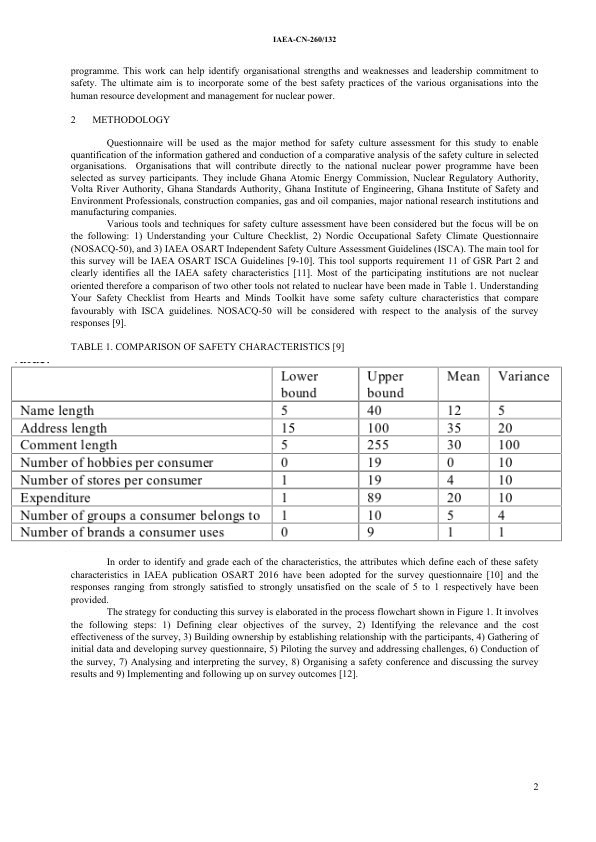 IAEA-CN-260/132
programme. This work can help identify organisational strengths and weaknesses and leadership commitment to
safety. The ultimate aim is to incorporate some of the best safety practices of the various organisations into the
human resource development and management for nuclear power.
2 METHODOLOGY
Questionnaire will be used as the major method for safety culture assessment for this study to enable
quantification of the information gathered and conduction of a comparative analysis of the safety culture in selected
organisations. Organisations that will contribute directly to the national nuclear power programme have been
selected as survey participants. They include Ghana Atomic Energy Commission, Nuclear Regulatory Authority,
Volta River Authority, Ghana Standards Authority, Ghana Institute of Engineering, Ghana Institute of Safety and
Environment Professionals, construction companies, gas and oil companies, major national research institutions and
manufacturing companies.
Various tools and techniques for safety culture assessment have been considered but the focus will be on
the following: 1) Understanding your Culture Checklist, 2) Nordic Occupational Safety Climate Questionnaire
(NOSACQ-50), and 3) IAEA OSART Independent Safety Culture Assessment Guidelines (ISCA). The main tool for
this survey will be IAEA OSART ISCA Guidelines [9-10]. This tool supports requirement 11 of GSR Part 2 and
clearly identifies all the IAEA safety characteristics [11]. Most of the participating institutions are not nuclear
oriented therefore a comparison of two other tools not related to nuclear have been made in Table 1. Understanding
Your Safety Checklist from Hearts and Minds Toolkit have some safety culture characteristics that compare
favourably with ISCA guidelines. NOSACQ-50 will be considered with respect to the analysis of the survey
responses [9].
TABLE 1. COMPARISON OF SAFETY CHARACTERISTICS [9]
Lower bound Upper bound Mean Variance
Name length 5 40 12 5
Address length 15 100 35 20
Comment length 5 255 30 100
Number of hobbies per consumer 0 19 0 10
Number of stores per consumer 1 19 4 10
Expenditure 1 89 20 10
Number of groups a consumer belongs to 1 10 5 4
Number of brands a consumer uses 0 9 1 1
In order to identify and grade each of the characteristics, the attributes which define each of these safety
characteristics in IAEA publication OSART 2016 have been adopted for the survey questionnaire [10] and the
responses ranging from strongly satisfied to strongly unsatisfied on the scale of 5 to 1 respectively have been
provided.
The strategy for conducting this survey is elaborated in the process flowchart shown in Figure 1. It involves
the following steps: 1) Defining clear objectives of the survey, 2) Identifying the relevance and the cost
effectiveness of the survey, 3) Building ownership by establishing relationship with the participants, 4) Gathering of
initial data and developing survey questionnaire, 5) Piloting the survey and addressing challenges, 6) Conduction of
the survey, 7) Analysing and interpreting the survey, 8) Organising a safety conference and discussing the survey
results and 9) Implementing and following up on survey outcomes [12].
2